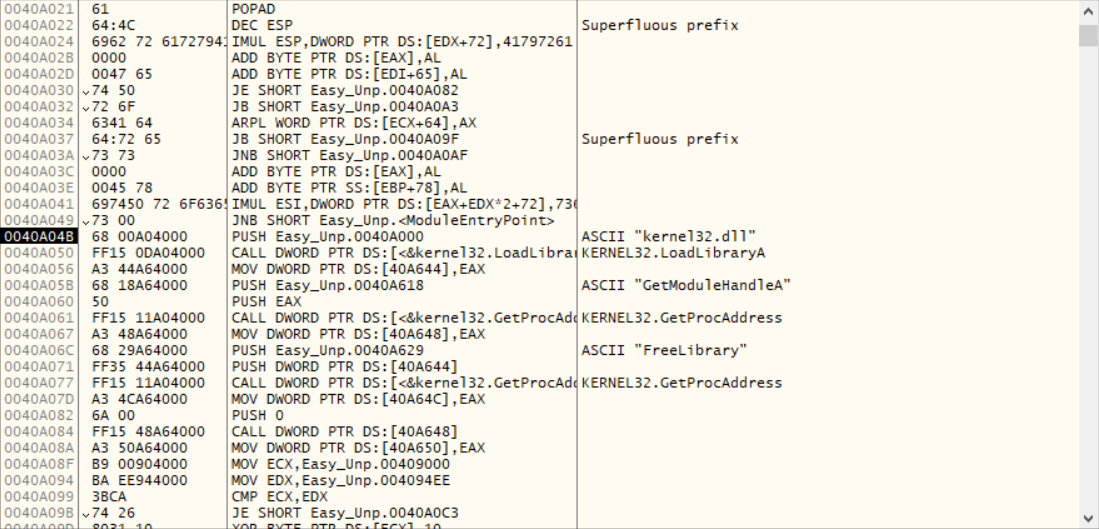 0040A021 61 POPAD
0040A022 64:4C DEC ESP Superfluous prefix
0040A024 6962 72 61727941 IMUL ESP,DWORD PTR DS:[EDX+72],41797261
0040A02B 0000 ADD BYTE PTR DS:[EAX],AL
0040A02D 0047 65 ADD BYTE PTR DS:[EDI+65],AL
0040A030 74 50 JE SHORT Easy_Unp.0040A082
0040A032 72 6F JB SHORT Easy_Unp.0040A0A3
0040A034 6341 64 ARPL WORD PTR DS:[ECX+64],AX
0040A037 64:72 65 JB SHORT Easy_Unp.0040A09F Superfluous prefix
0040A03A 73 73 JNB SHORT Easy_Unp.0040A0AF
0040A03C 0000 ADD BYTE PTR DS:[EAX],AL
0040A03E 0045 78 ADD BYTE PTR SS:[EBP+78],AL
0040A041 697450 72 6F636 IMUL ESI,DWORD PTR DS:[EAX+EDX*2+72],736
0040A049 73 00 JNB SHORT Easy_Unp.<ModuleEntryPoint>
0040A04B 68 00A04000 PUSH Easy_Unp.0040A000 ASCII "kernel32.dll"
0040A050 FF15 0DA04000 CALL DWORD PTR DS:[<&kernel32.LoadLibrar KERNEL32.LoadLibraryA
0040A056 A3 44A64000 MOV DWORD PTR DS:[40A644],EAX
0040A05B 68 18A64000 PUSH Easy_Unp.0040A618 ASCII "GetModuleHandleA"
0040A060 50 PUSH EAX
0040A061 FF15 11A04000 CALL DWORD PTR DS:[<&kernel32.GetProcAdd KERNEL32.GetProcAddress
0040A067 A3 48A64000 MOV DWORD PTR DS:[40A648],EAX
0040A06C 68 29A64000 PUSH Easy_Unp.0040A629 ASCII "FreeLibrary"
0040A071 FF35 44A64000 PUSH DWORD PTR DS:[40A644]
0040A077 FF15 11A04000 CALL DWORD PTR DS:[<&kernel32.GetProcAdd KERNEL32.GetProcAddress
0040A07D A3 4CA64000 MOV DWORD PTR DS:[40A64C],EAX
0040A082 6A 00 PUSH 0
0040A084 FF15 48A64000 CALL DWORD PTR DS:[40A648]
0040A08A A3 50A64000 MOV DWORD PTR DS:[40A650],EAX
0040A08F B9 00904000 MOV ECX,Easy_Unp.00409000
0040A094 BA EE944000 MOV EDX,Easy_Unp.004094EE
0040A099 3BCA CMP ECX,EDX
0040A09B 74 26 JE SHORT Easy_Unp.0040A0C3
0040A09D 8031 10 XOR BYTE PTR DS:[ECX],10